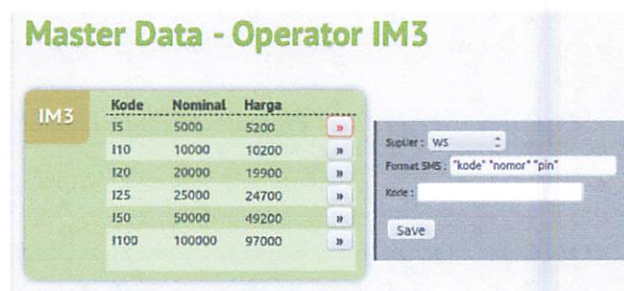 Master Data - Operator IM3
IM3
Kode Nominal Harga
I5 5000 5200 »
I10 10000 10200 »
I20 20000 19900 »
I25 25000 24700 »
I50 50000 49200 »
I100 100000 97000 »
Suplier : WS
Format SMS : "kode" "nomor" "pin"
Kode :
Save